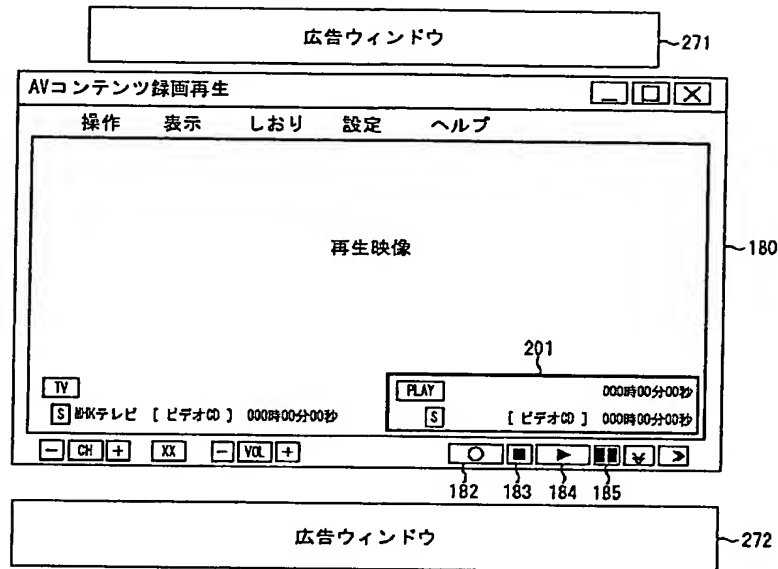 広告ウィンドウ
271
AVコンテンツ録画再生
操作 表示 しおり 設定 ヘルプ
再生映像
180
201
TV
PLAY 000時00分00秒
S NHKテレビ [ ビデオCD ] 000時00分00秒
S [ ビデオCD ] 000時00分00秒
− CH + XX − VOL +
182 183 184 185
広告ウィンドウ
272